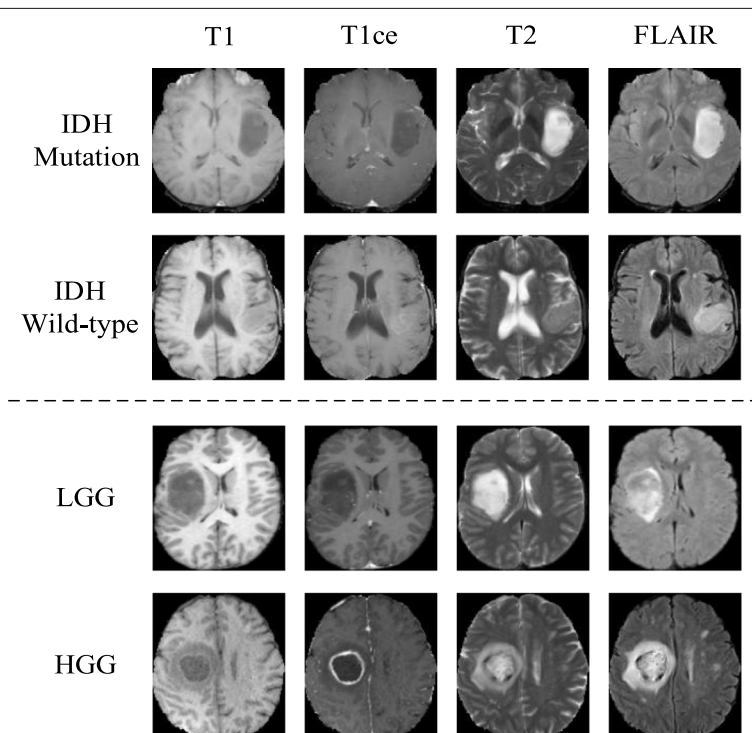 T1 T1ce T2 FLAIR
IDH
Mutation
IDH
Wild-type
LGG
HGG